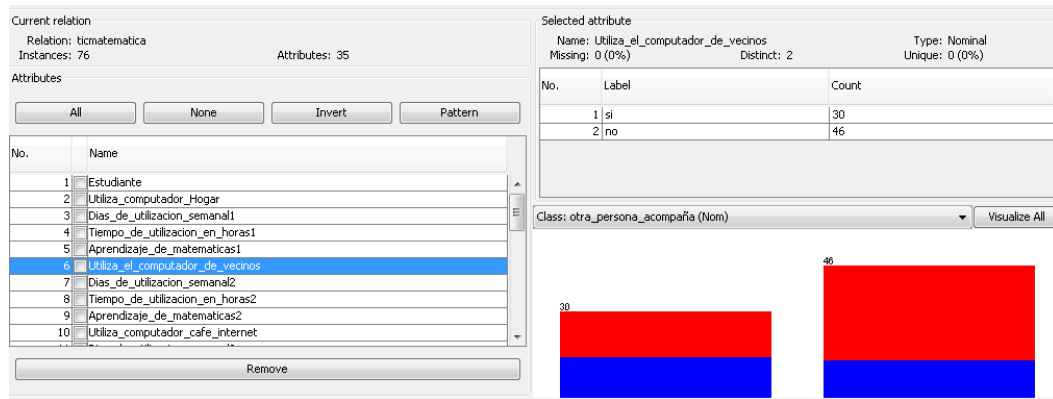 Current relation
Relation: ticmatematica
Instances: 76 Attributes: 35
Attributes
All None Invert Pattern
No. Name
1 Estudiante
2 Utiliza_computador_Hogar
3 Dias_de_utilizacion_semanal1
4 Tiempo_de_utilizacion_en_horas1
5 Aprendizaje_de_matematicas1
6 Utiliza_el_computador_de_vecinos
7 Dias_de_utilizacion_semanal2
8 Tiempo_de_utilizacion_en_horas2
9 Aprendizaje_de_matematicas2
10 Utiliza_computador_cafe_internet
Remove
Selected attribute
Name: Utiliza_el_computador_de_vecinos Type: Nominal
Missing: 0 (0%) Distinct: 2 Unique: 0 (0%)
No. Label Count
1 si 30
2 no 46
Class: otra_persona_acompaña (Nom) Visualize All
30
46